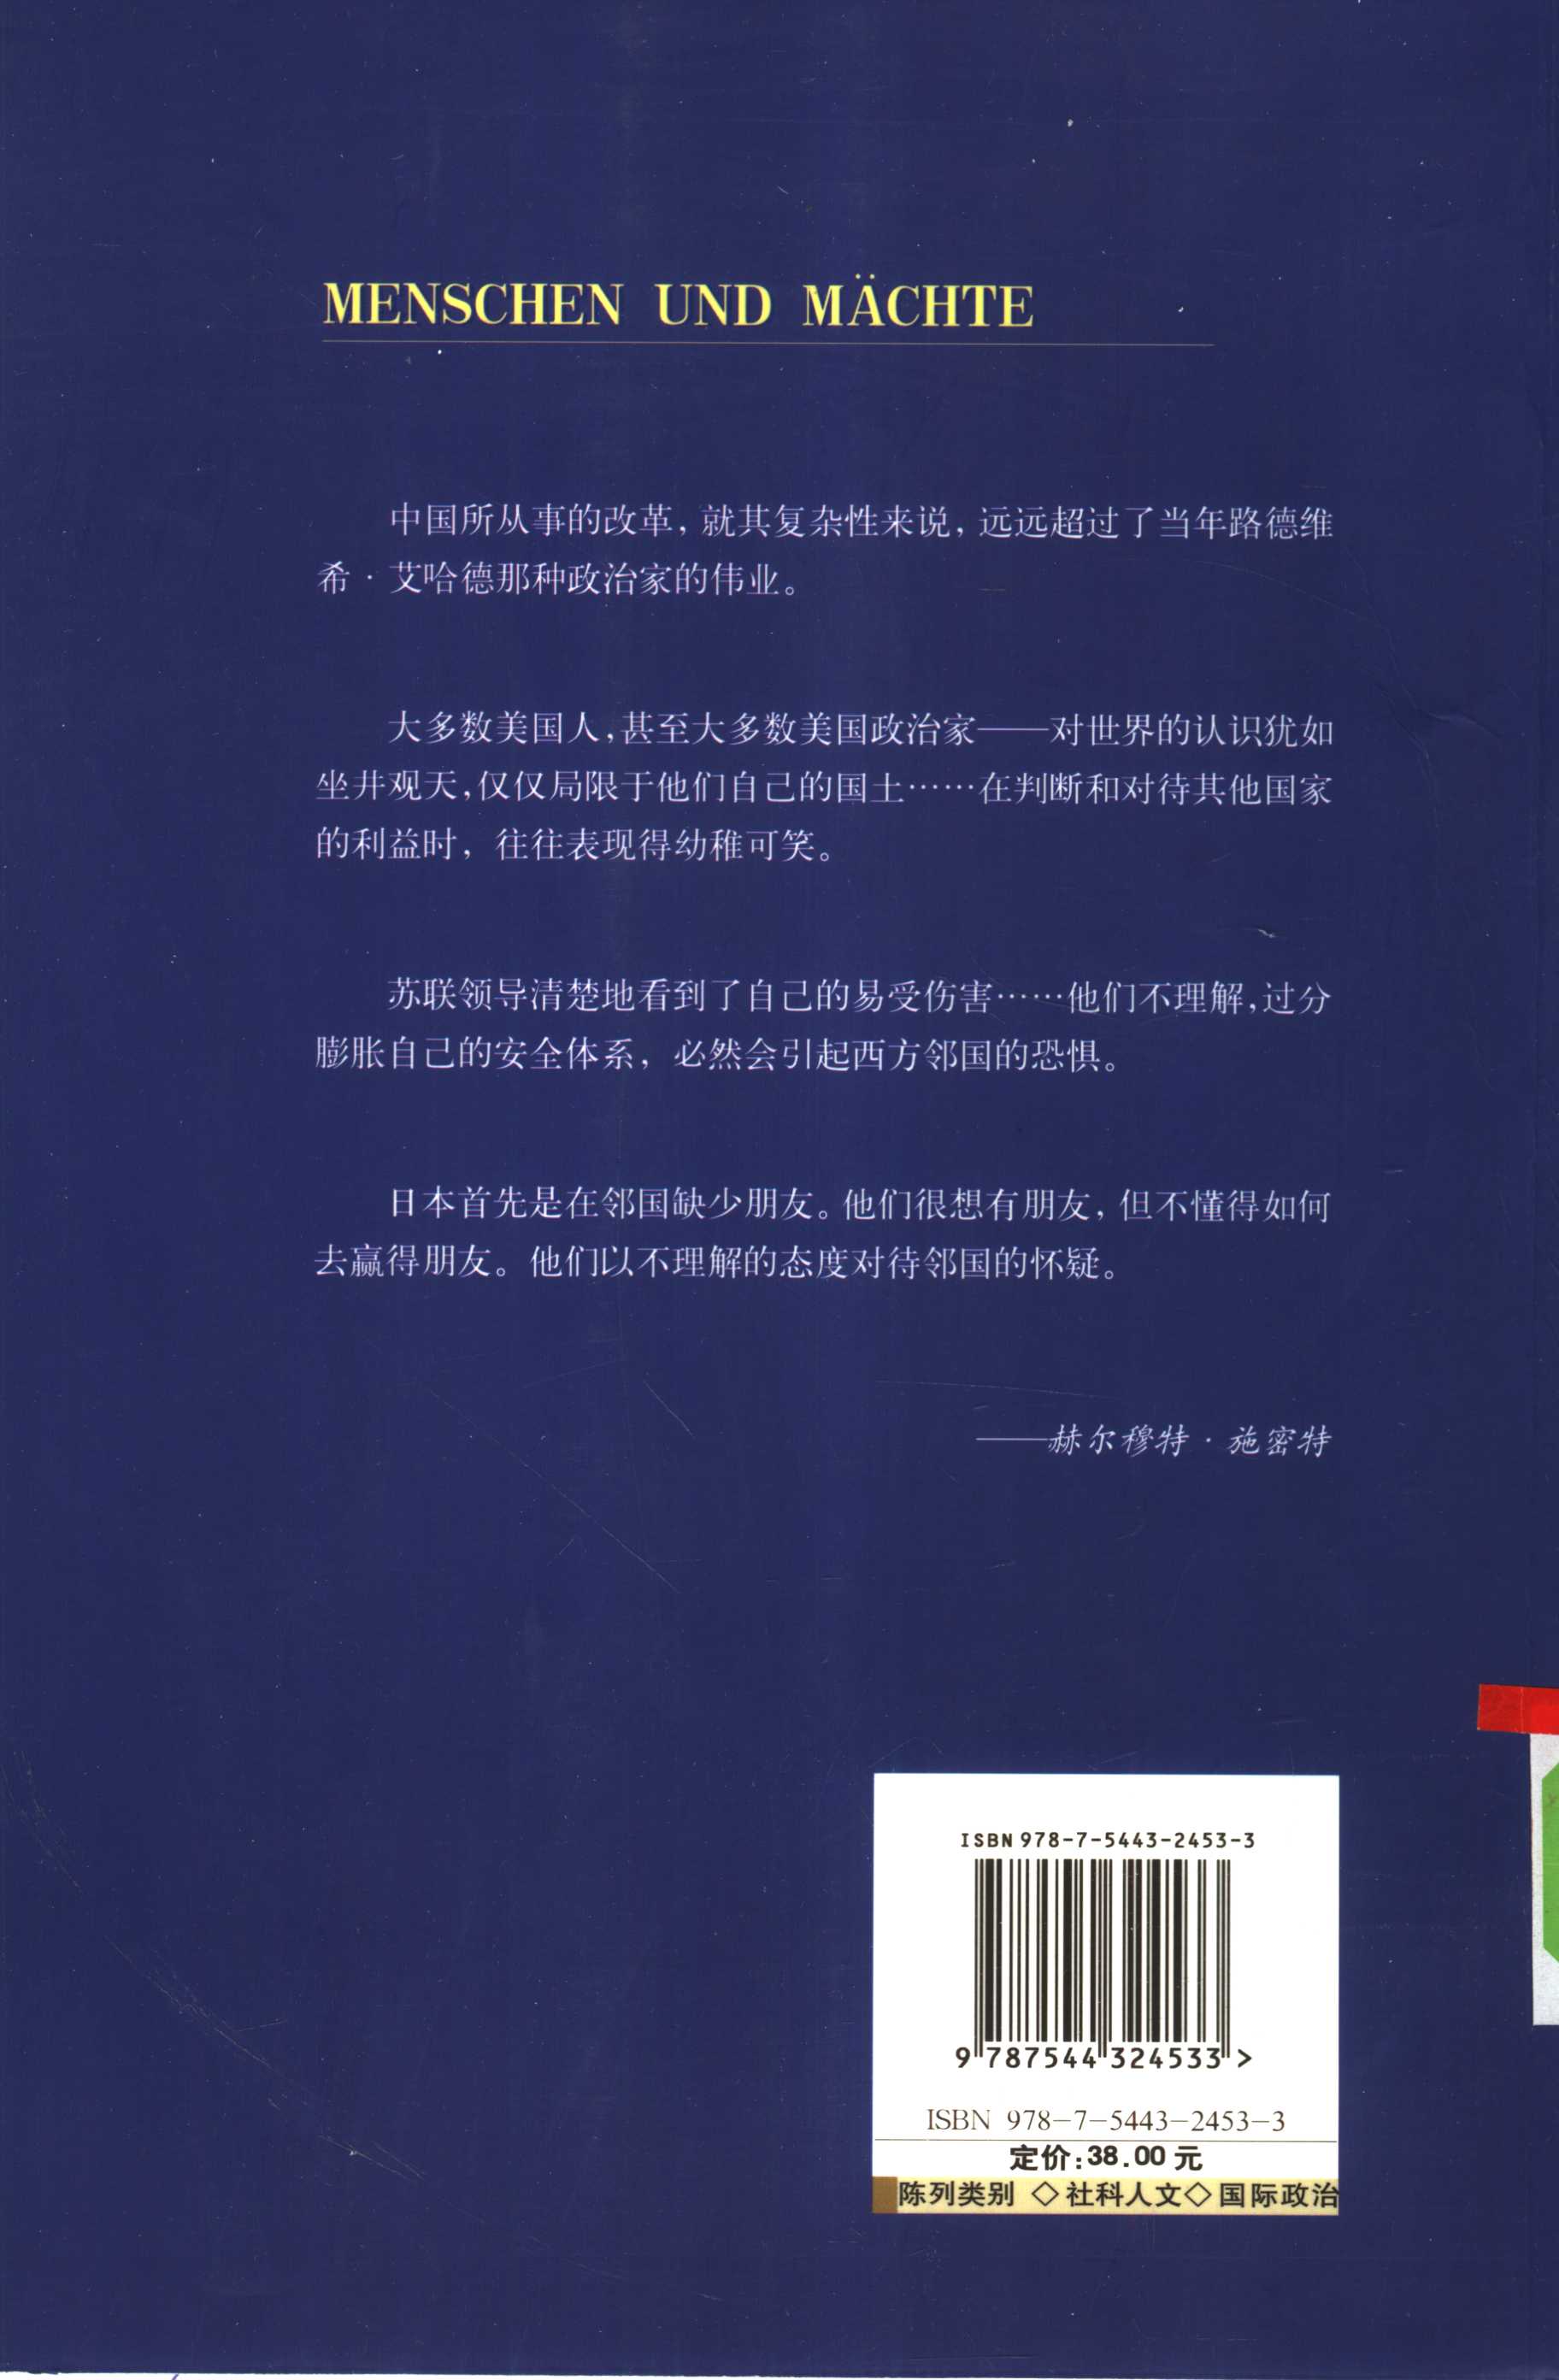 MENSCHEN UND MÄCHTE
中国所从事的改革，就其复杂性来说，远远超过了当年路德维
希·艾哈德那种政治家的伟业。
大多数美国人，甚至大多数美国政治家——对世界的认识犹如
坐井观天，仅仅局限于他们自己的国土……在判断和对待其他国家
的利益时，往往表现得幼稚可笑。
苏联领导清楚地看到了自己的易受伤害……他们不理解，过分
膨胀自己的安全体系，必然会引起西方邻国的恐惧。
日本首先是在邻国缺少朋友。他们很想有朋友，但不懂得如何
去赢得朋友。他们以不理解的态度对待邻国的怀疑。
——赫尔穆特·施密特
ISBN 978-7-5443-2453-3
9 787544 324533 >
ISBN 978-7-5443-2453-3
定价：38.00 元
陈列类别 ◇社科人文◇国际政治